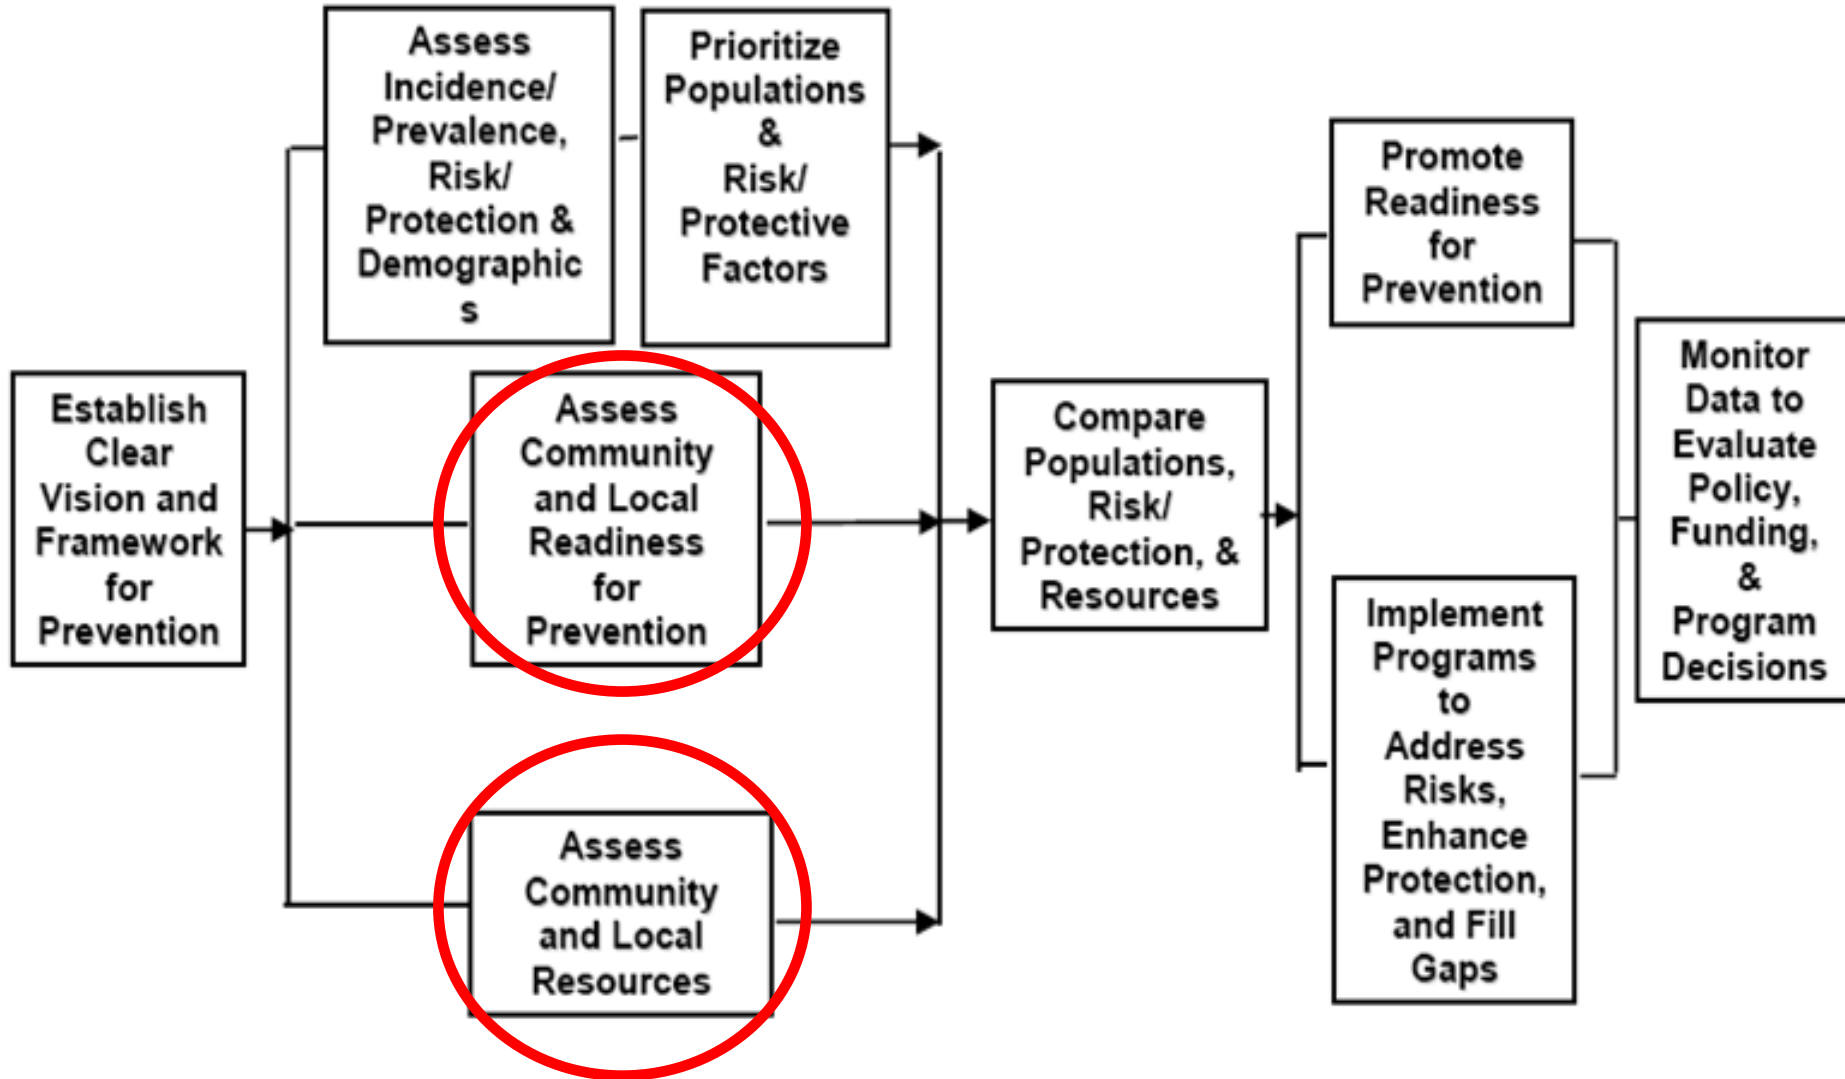 Establish
Clear
Vision and
Framework
for
Prevention
Assess
Incidence/
Prevalence,
Risk/
Protection &
Demographic
s
Prioritize
Populations
&
Risk/
Protective
Factors
Assess
Community
and Local
Readiness
for
Prevention
Assess
Community
and Local
Resources
Compare
Populations,
Risk/
Protection, &
Resources
Promote
Readiness
for
Prevention
Implement
Programs
to
Address
Risks,
Enhance
Protection,
and Fill
Gaps
Monitor
Data to
Evaluate
Policy,
Funding,
&
Program
Decisions